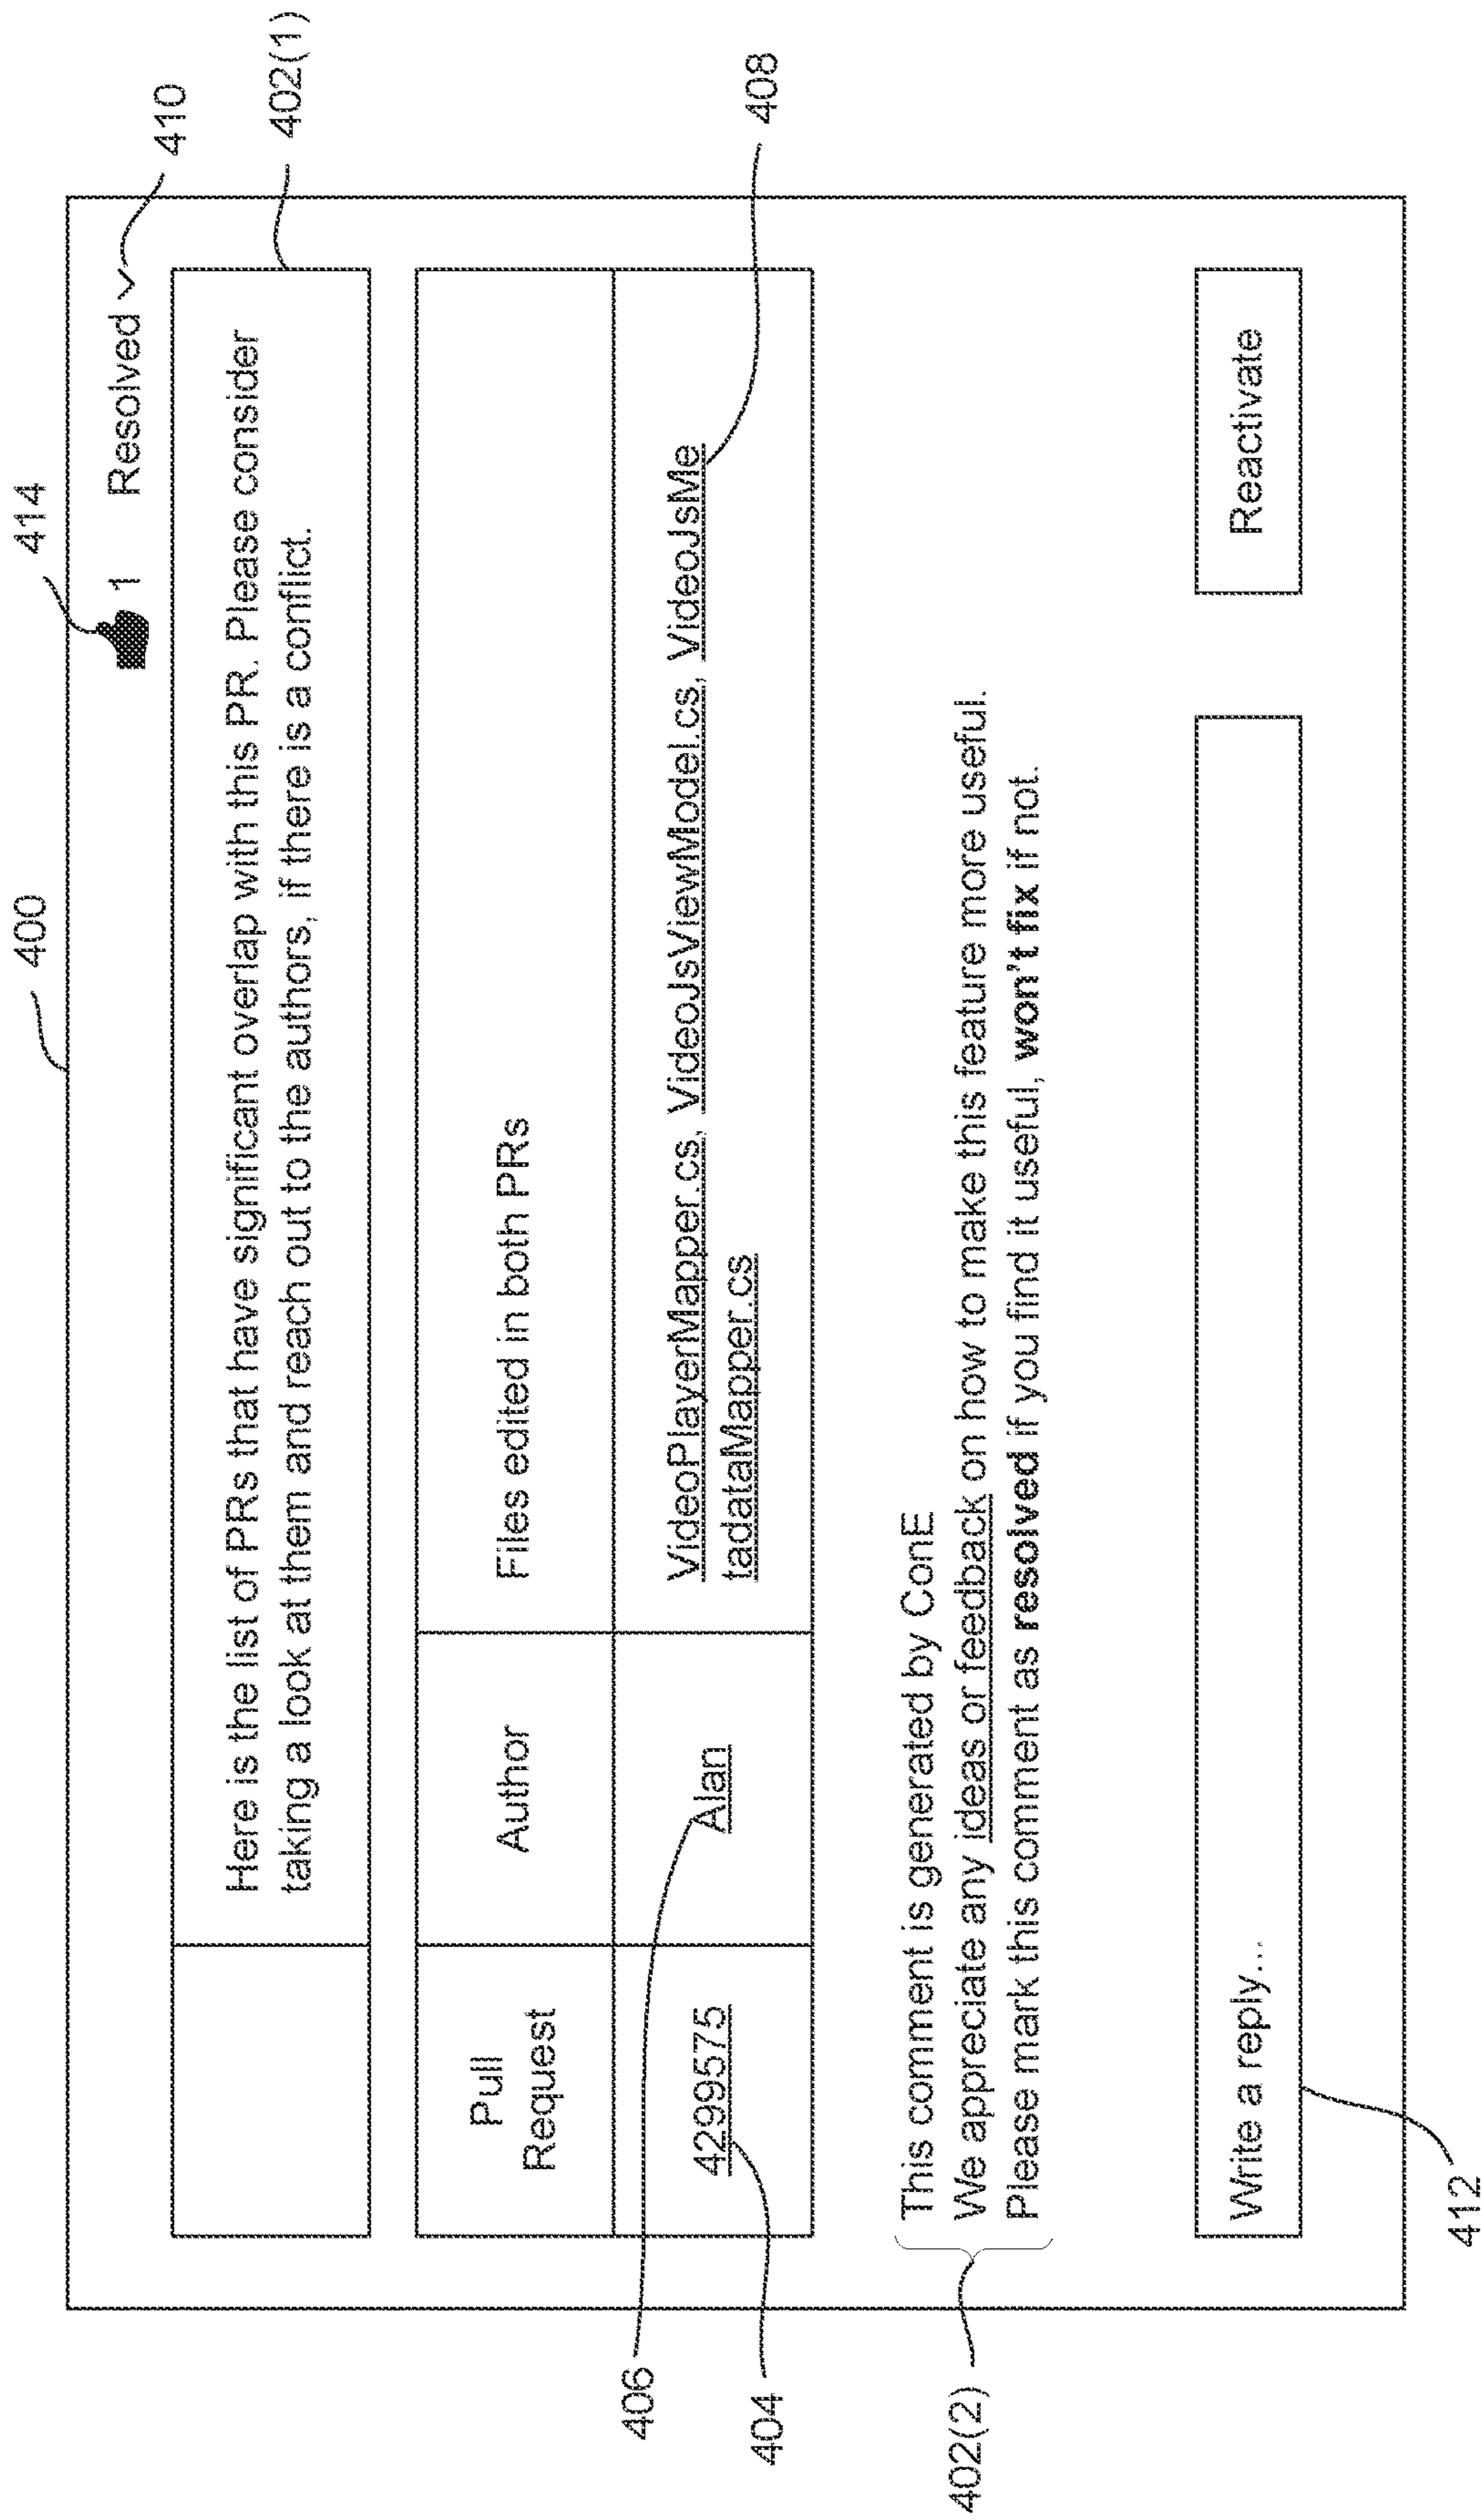 400
414
410
1 Resolved
402(1)
Here is the list of PRs that have significant overlap with this PR. Please consider
taking a look at them and reach out to the authors, if there is a conflict.
Pull
Request
Author
Files edited in both PRs
406
404
4299575
Alan
VideoPlayerMapper.cs, VideoJsViewModel.cs, VideoJsMe
tadataMapper.cs
408
402(2)
This comment is generated by ConE
We appreciate any ideas or feedback on how to make this feature more useful.
Please mark this comment as resolved if you find it useful, won't fix if not.
Write a reply...
Reactivate
412